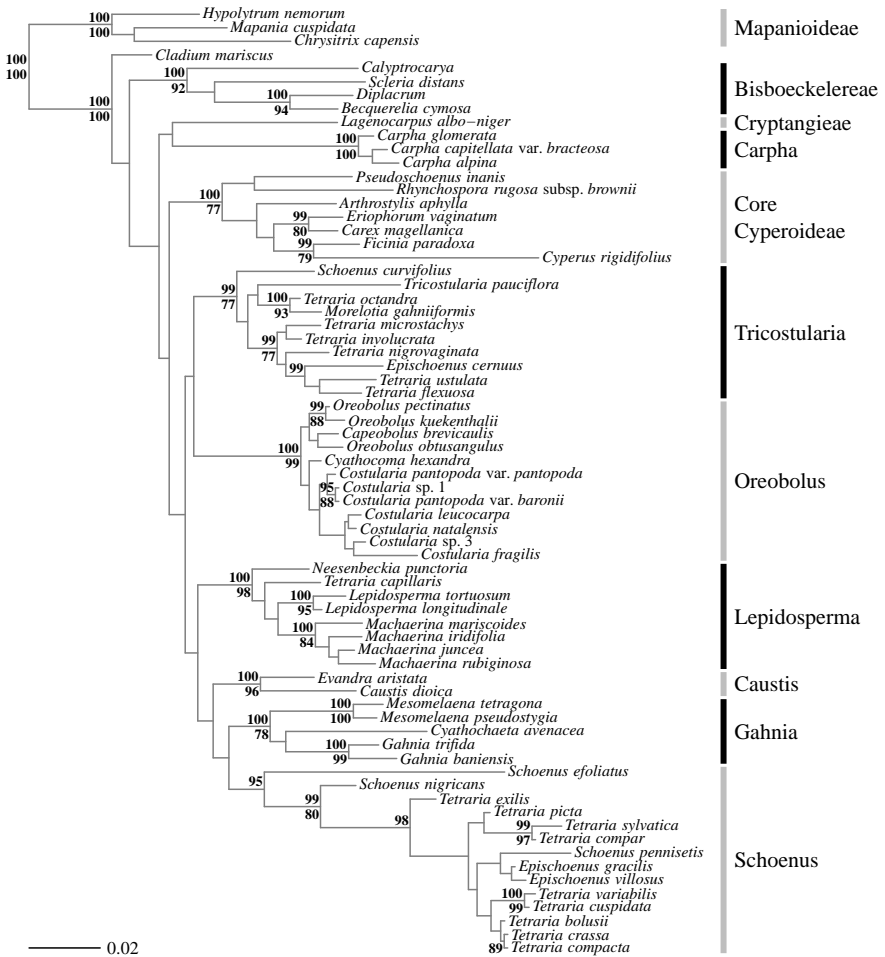 Hypolytrum nemorum
100
100
Mapania cuspidata
Chrysitrix capensis
Mapanioideae
100
100
Cladium mariscus
100
100
Calyptrocarya
100
92
Scleria distans
Diplacrum
100
94
Becquerelia cymosa
Bisboeckelereae
Lagenocarpus albo−niger
Cryptangieae
Carpha glomerata
100
100
Carpha capitellata var. bracteosa
Carpha alpina
Carpha
Pseudoschoenus inanis
100
77
Rhynchospora rugosa subsp. brownii
Arthrostylis aphylla
Eriophorum vaginatum
99
80
Carex magellanica
Ficinia paradoxa
99
79
Cyperus rigidifolius
Core
Cyperoideae
Schoenus curvifolius
99
77
Tricostularia pauciflora
Tetraria octandra
100
93
Morelotia gahniiformis
Tetraria microstachys
99
77
Tetraria involucrata
Tetraria nigrovaginata
Epischoenus cernuus
99
Tetraria ustulata
Tetraria flexuosa
Tricostularia
Oreobolus pectinatus
99
88
Oreobolus kuekenthalii
Capeobolus brevicaulis
100
99
Oreobolus obtusangulus
Cyathocoma hexandra
Costularia pantopoda var. pantopoda
95
88
Costularia sp. 1
Costularia pantopoda var. baronii
Costularia leucocarpa
Costularia natalensis
Costularia sp. 3
Costularia fragilis
Oreobolus
Neesenbeckia punctoria
100
98
Tetraria capillaris
Lepidosperma tortuosum
100
95
Lepidosperma longitudinale
Machaerina mariscoides
100
84
Machaerina iridifolia
Machaerina juncea
Machaerina rubiginosa
Lepidosperma
Evandra aristata
100
96
Caustis dioica
Caustis
Mesomelaena tetragona
100
100
Mesomelaena pseudostygia
100
78
Cyathochaeta avenacea
Gahnia trifida
100
99
Gahnia baniensis
Gahnia
Schoenus efoliatus
95
Schoenus nigricans
99
80
Tetraria exilis
98
Tetraria picta
Tetraria sylvatica
99
97
Tetraria compar
Schoenus pennisetis
Epischoenus gracilis
Epischoenus villosus
Tetraria variabilis
100
99
Tetraria cuspidata
Tetraria bolusii
Tetraria crassa
89
Tetraria compacta
Schoenus
0.02